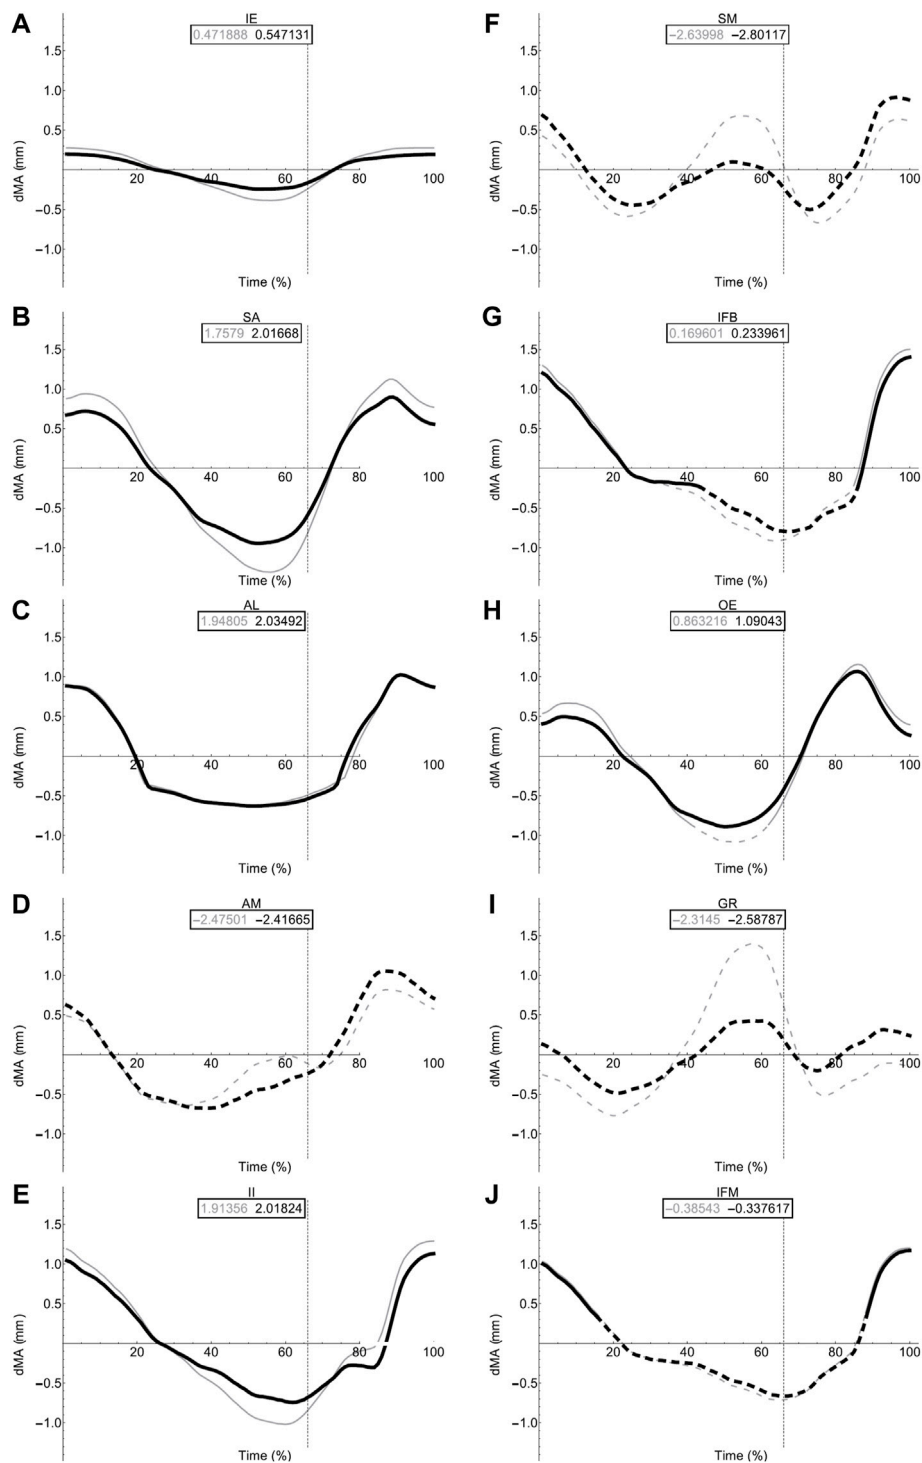 A
IE
0.471888 0.547131
1.5
1.0
0.5
−0.5
−1.0
20 40 60 80 100
dMA (mm)
Time (%)
B
SA
1.7579 2.01668
1.5
1.0
0.5
−0.5
−1.0
20 40 60 80 100
dMA (mm)
Time (%)
C
AL
1.94805 2.03492
1.5
1.0
0.5
−0.5
−1.0
20 40 60 80 100
dMA (mm)
Time (%)
D
AM
−2.47501 −2.41665
1.5
1.0
0.5
−0.5
−1.0
20 40 60 80 100
dMA (mm)
Time (%)
E
II
1.91356 2.01824
1.5
1.0
0.5
−0.5
−1.0
20 40 60 80 100
dMA (mm)
Time (%)
F
SM
−2.63998 −2.80117
1.5
1.0
0.5
−0.5
−1.0
20 40 60 80 100
dMA (mm)
Time (%)
G
IFB
0.169601 0.233961
1.5
1.0
0.5
−0.5
−1.0
20 40 60 80 100
dMA (mm)
Time (%)
H
OE
0.863216 1.09043
1.5
1.0
0.5
−0.5
−1.0
20 40 60 80 100
dMA (mm)
Time (%)
I
GR
−2.3145 −2.58787
1.5
1.0
0.5
−0.5
−1.0
20 40 60 80 100
dMA (mm)
Time (%)
J
IFM
−0.38543 −0.337617
1.5
1.0
0.5
−0.5
−1.0
20 40 60 80 100
dMA (mm)
Time (%)